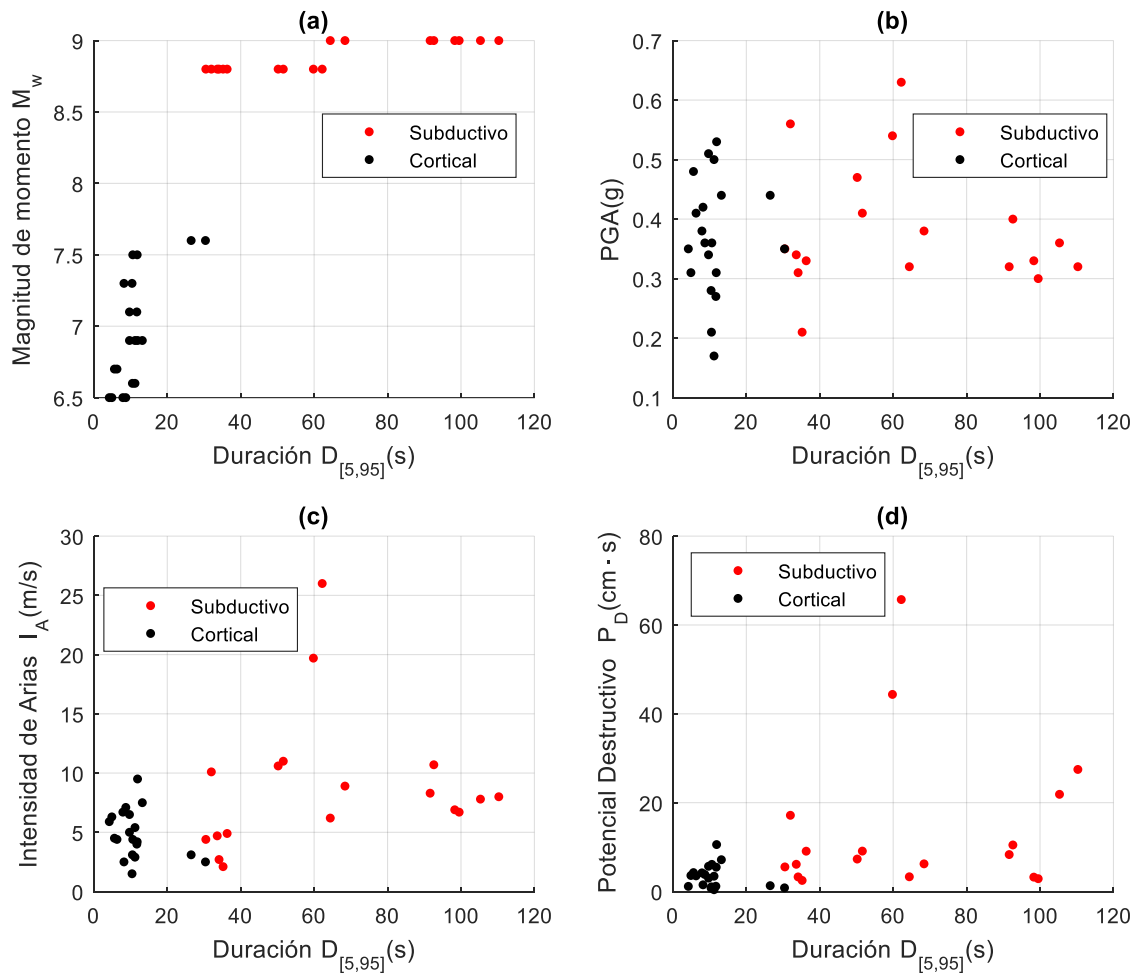 (a)
9
8.5
8
7.5
7
6.5
Magnitud de momento M_w
Subductivo
Cortical
0 20 40 60 80 100 120
Duración D_[5,95](s)
(b)
0.7
0.6
0.5
0.4
0.3
0.2
0.1
PGA(g)
Subductivo
Cortical
0 20 40 60 80 100 120
Duración D_[5,95](s)
(c)
30
25
20
15
10
5
0
Intensidad de Arias I_A(m/s)
Subductivo
Cortical
0 20 40 60 80 100 120
Duración D_[5,95](s)
(d)
80
60
40
20
0
Potencial Destructivo P_D(cm·s)
Subductivo
Cortical
0 20 40 60 80 100 120
Duración D_[5,95](s)